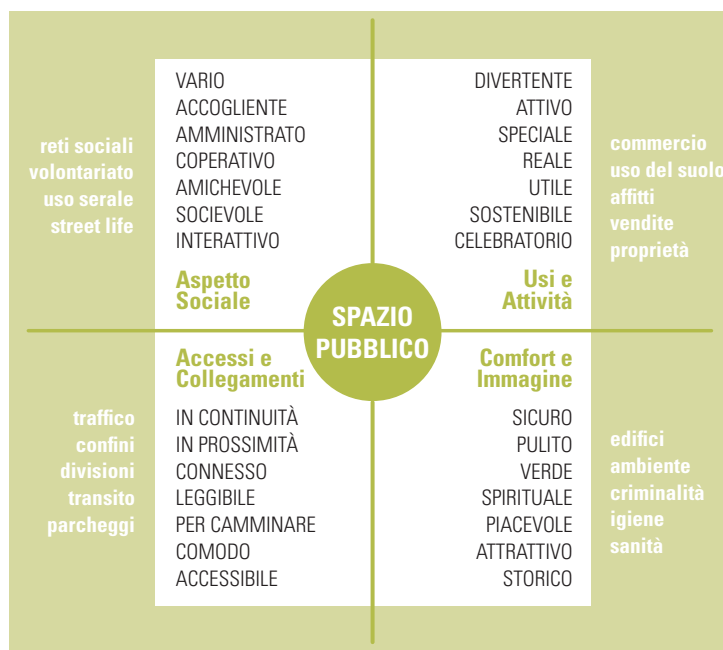 reti sociali
volontariato
uso serale
street life
VARIO
ACCOGLIENTE
AMMINISTRATO
COPERATIVO
AMICHEVOLE
SOCIEVOLE
INTERATTIVO
Aspetto
Sociale
DIVERTENTE
ATTIVO
SPECIALE
REALE
UTILE
SOSTENIBILE
CELEBRATORIO
Usi e
Attività
commercio
uso del suolo
affitti
vendite
proprietà
SPAZIO
PUBBLICO
traffico
confini
divisioni
transito
parcheggi
Accessi e
Collegamenti
IN CONTINUITÀ
IN PROSSIMITÀ
CONNESSO
LEGGIBILE
PER CAMMINARE
COMODO
ACCESSIBILE
Comfort e
Immagine
SICURO
PULITO
VERDE
SPIRITUALE
PIACEVOLE
ATTRATTIVO
STORICO
edifici
ambiente
criminalità
igiene
sanità